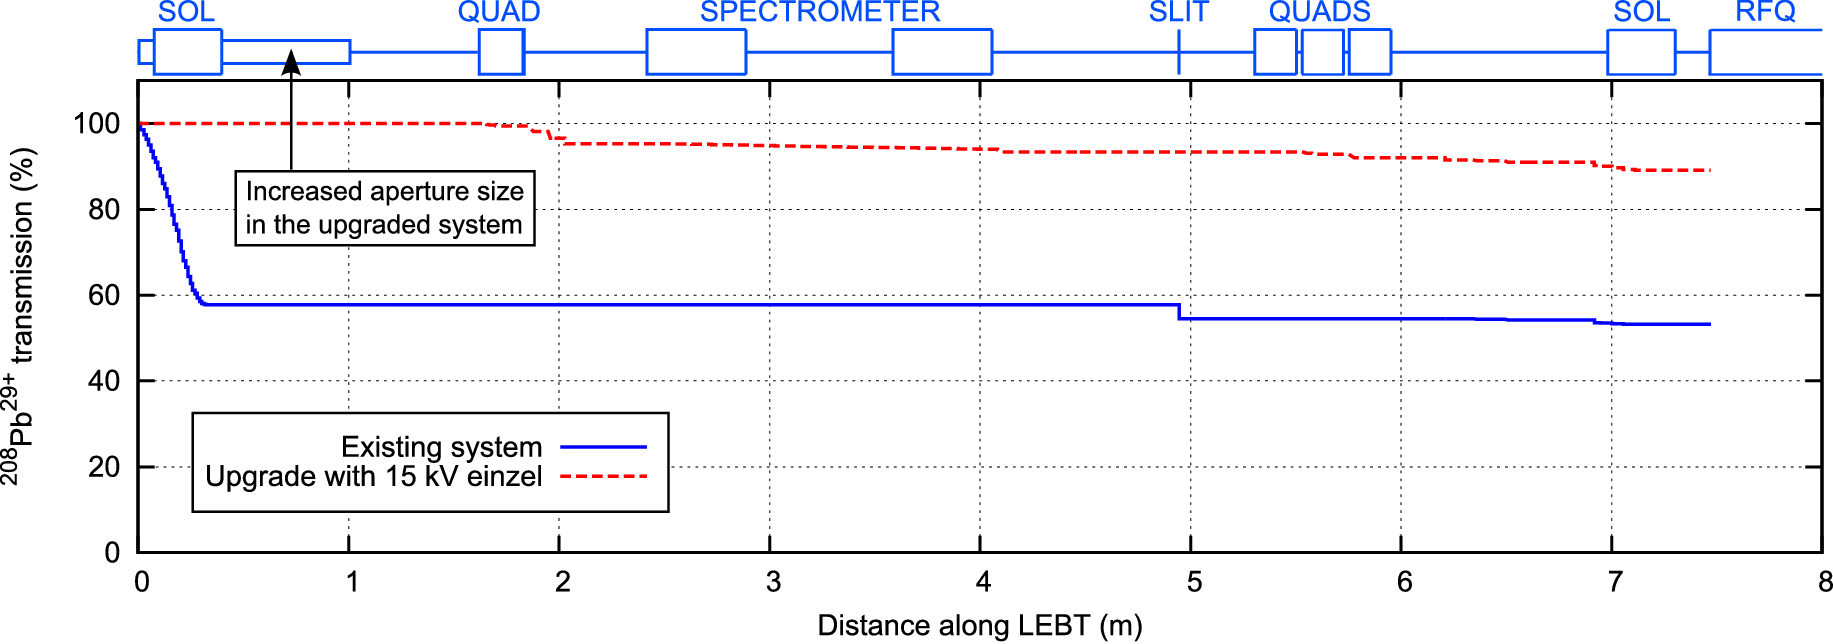 SOL QUAD SPECTROMETER SLIT QUADS SOL RFQ
Increased aperture size
in the upgraded system
208Pb29+ transmission (%)
100
80
60
40
20
0
Existing system
Upgrade with 15 kV einzel
0 1 2 3 4 5 6 7 8
Distance along LEBT (m)